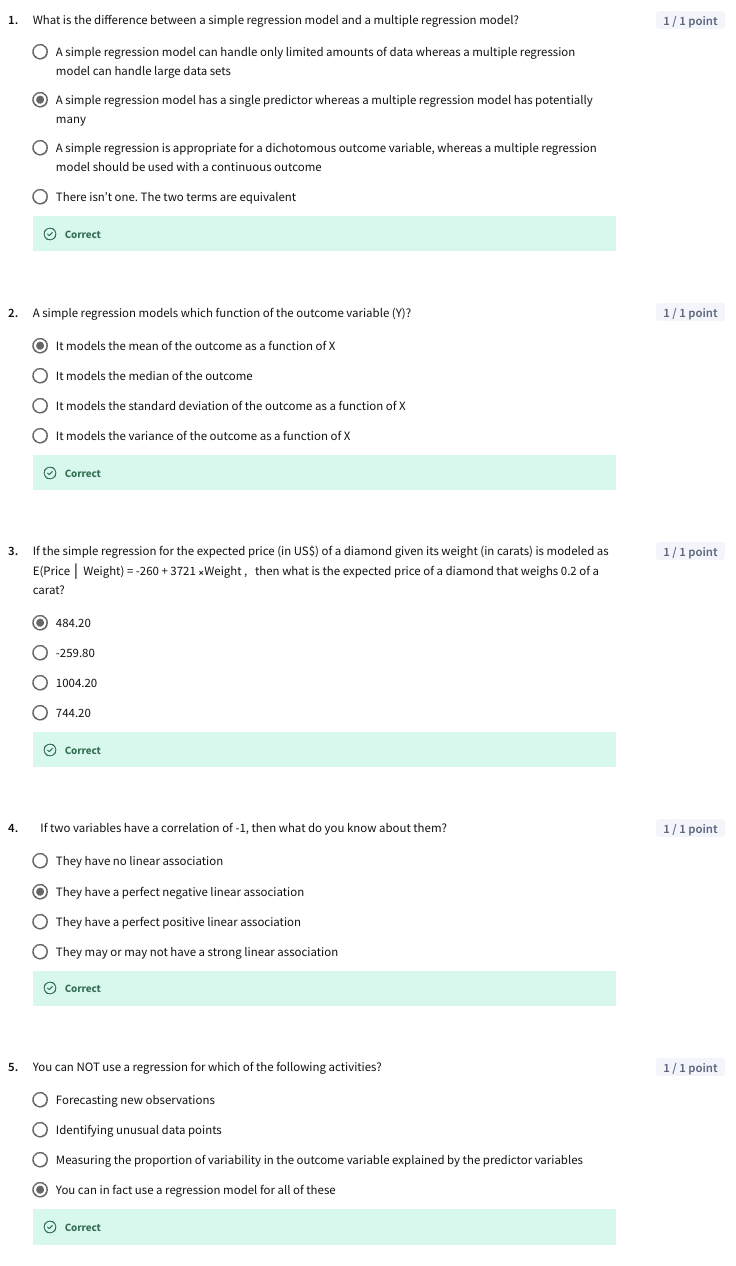 1. What is the difference between a simple regression model and a multiple regression model? 1 / 1 point
A simple regression model can handle only limited amounts of data whereas a multiple regression
model can handle large data sets
A simple regression model has a single predictor whereas a multiple regression model has potentially
many
A simple regression is appropriate for a dichotomous outcome variable, whereas a multiple regression
model should be used with a continuous outcome
There isn't one. The two terms are equivalent
Correct
2. A simple regression models which function of the outcome variable (Y)? 1 / 1 point
It models the mean of the outcome as a function of X
It models the median of the outcome
It models the standard deviation of the outcome as a function of X
It models the variance of the outcome as a function of X
Correct
3. If the simple regression for the expected price (in US$) of a diamond given its weight (in carats) is modeled as 1 / 1 point
E(Price | Weight) = -260 + 3721 ×Weight , then what is the expected price of a diamond that weighs 0.2 of a
carat?
484.20
-259.80
1004.20
744.20
Correct
4. If two variables have a correlation of -1, then what do you know about them? 1 / 1 point
They have no linear association
They have a perfect negative linear association
They have a perfect positive linear association
They may or may not have a strong linear association
Correct
5. You can NOT use a regression for which of the following activities? 1 / 1 point
Forecasting new observations
Identifying unusual data points
Measuring the proportion of variability in the outcome variable explained by the predictor variables
You can in fact use a regression model for all of these
Correct